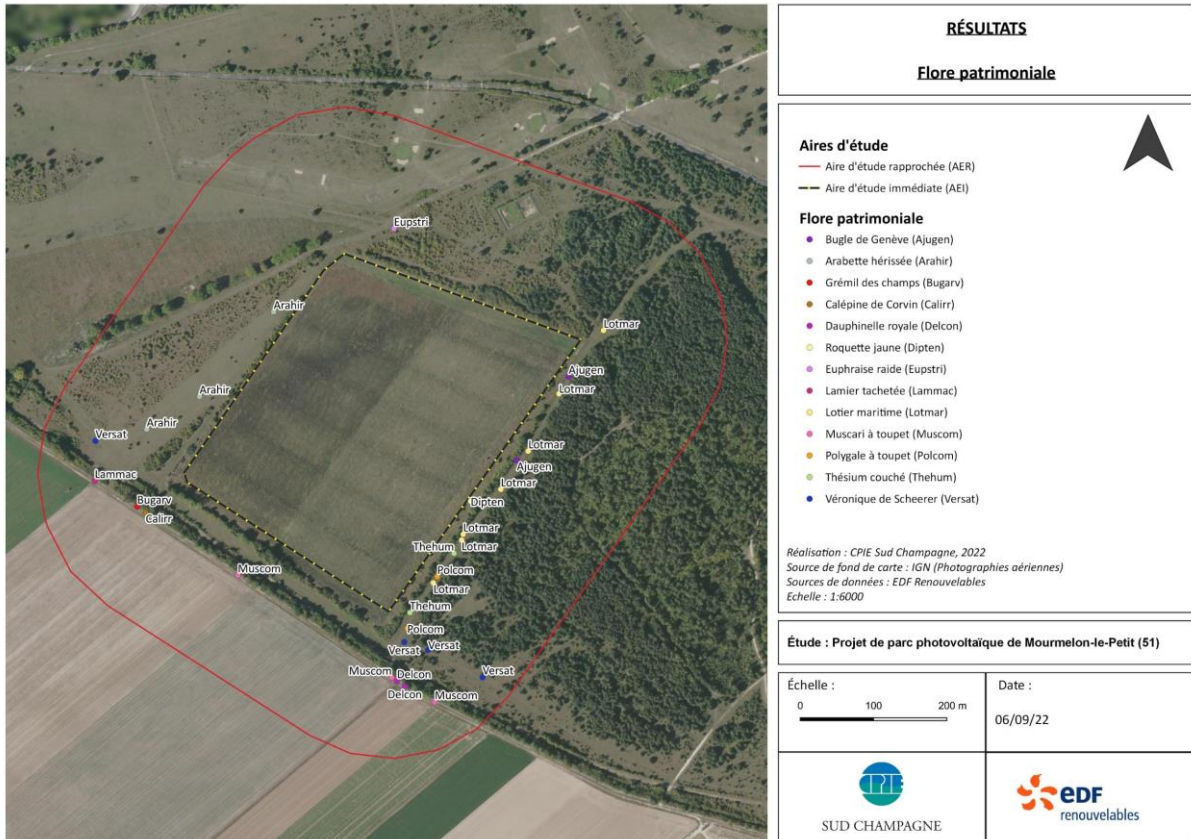 RÉSULTATS
Flore patrimoniale
Aires d'étude
Aire d'étude rapprochée (AER)
Aire d'étude immédiate (AEI)
Flore patrimoniale
Bugle de Genève (Ajugen)
Arabette hérissée (Arahir)
Grémil des champs (Bugarv)
Calépine de Corvin (Calirr)
Dauphinelle royale (Delcon)
Roquette jaune (Dipten)
Euphraise raide (Eupstri)
Lamier tachetée (Lammac)
Lotier maritime (Lotmar)
Muscari à toupet (Muscom)
Polygale à toupet (Polcom)
Thésium couché (Thehum)
Véronique de Scheerer (Versat)
Réalisation : CPIE Sud Champagne, 2022
Source de fond de carte : IGN (Photographies aériennes)
Sources de données : EDF Renouvelables
Echelle : 1:6000
Étude : Projet de parc photovoltaïque de Mourmelon-le-Petit (51)
Échelle :
0 100 200 m
Date :
06/09/22
CPIE
SUD CHAMPAGNE
edf
renouvelables
Eupstri
Arahir
Lotmar
Ajugen
Arahir
Lotmar
Arahir
Versat
Lotmar
Ajugen
Lammac
Lotmar
Dipten
Bugarv
Calirr
Lotmar
Thehum
Lotmar
Muscom
Polcom
Lotmar
Thehum
Polcom
Versat
Versat
Muscom
Delcon
Versat
Delcon
Muscom